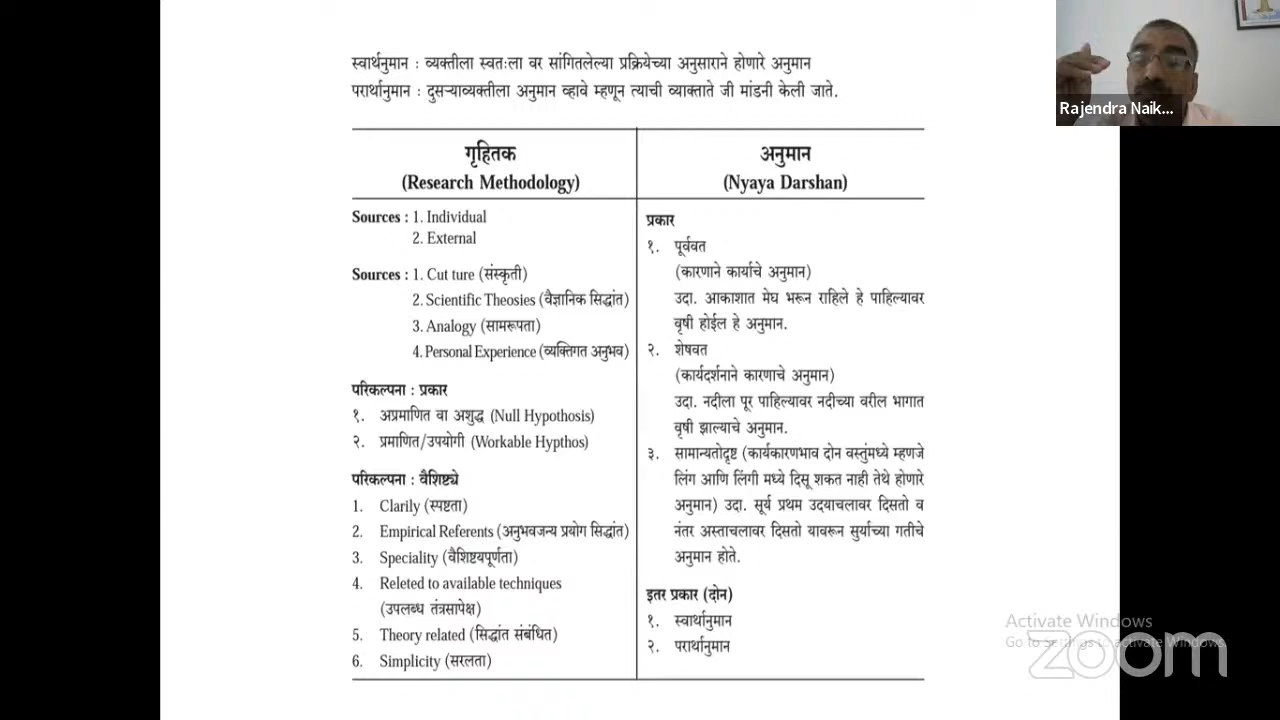 स्वार्थनुमान : व्यक्तीला स्वतःला वर सांगितलेल्या प्रक्रियेच्या अनुसाराने होणारे अनुमान
परार्थानुमान : दुसऱ्याव्यक्तीला अनुमान व्हावे म्हणून त्याची व्याक्ताते जी मांडनी केली जाते.
गृहितक
(Research Methodology)
Sources : 1. Individual
2. External
Sources : 1. Cut ture (संस्कृती)
2. Scientific Theosies (वैज्ञानिक सिद्धांत)
3. Analogy (सामरूपता)
4. Personal Experience (व्यक्तिगत अनुभव)
परिकल्पना : प्रकार
१. अप्रमाणित वा अशुद्ध (Null Hypothosis)
२. प्रमाणित/उपयोगी (Workable Hypthos)
परिकल्पना : वैशिष्ट्ये
1. Clarily (स्पष्टता)
2. Empirical Referents (अनुभवजन्य प्रयोग सिद्धांत)
3. Speciality (वैशिष्टयपूर्णता)
4. Releted to available techniques
(उपलब्ध तंत्रसापेक्ष)
5. Theory related (सिद्धांत संबंधित)
6. Simplicity (सरलता)
अनुमान
(Nyaya Darshan)
प्रकार
१. पूर्ववत
(कारणाने कार्याचे अनुमान)
उदा. आकाशात मेघ भरून राहिले हे पाहिल्यावर
वृषी होईल हे अनुमान.
२. शेषवत
(कार्यदर्शनाने कारणाचे अनुमान)
उदा. नदीला पूर पाहिल्यावर नदीच्या वरील भागात
वृषी झाल्याचे अनुमान.
३. सामान्यतोदृष्ट (कार्यकारणभाव दोन वस्तुंमध्ये म्हणजे
लिंग आणि लिंगी मध्ये दिसू शकत नाही तेथे होणारे
अनुमान) उदा. सूर्य प्रथम उदयाचलावर दिसतो व
नंतर अस्ताचलावर दिसतो यावरून सुर्याच्या गतीचे
अनुमान होते.
इतर प्रकार (दोन)
१. स्वार्थानुमान
२. परार्थानुमान
Rajendra Naik...
Activate Windows
Go to Settings to activate Windows.
zoom